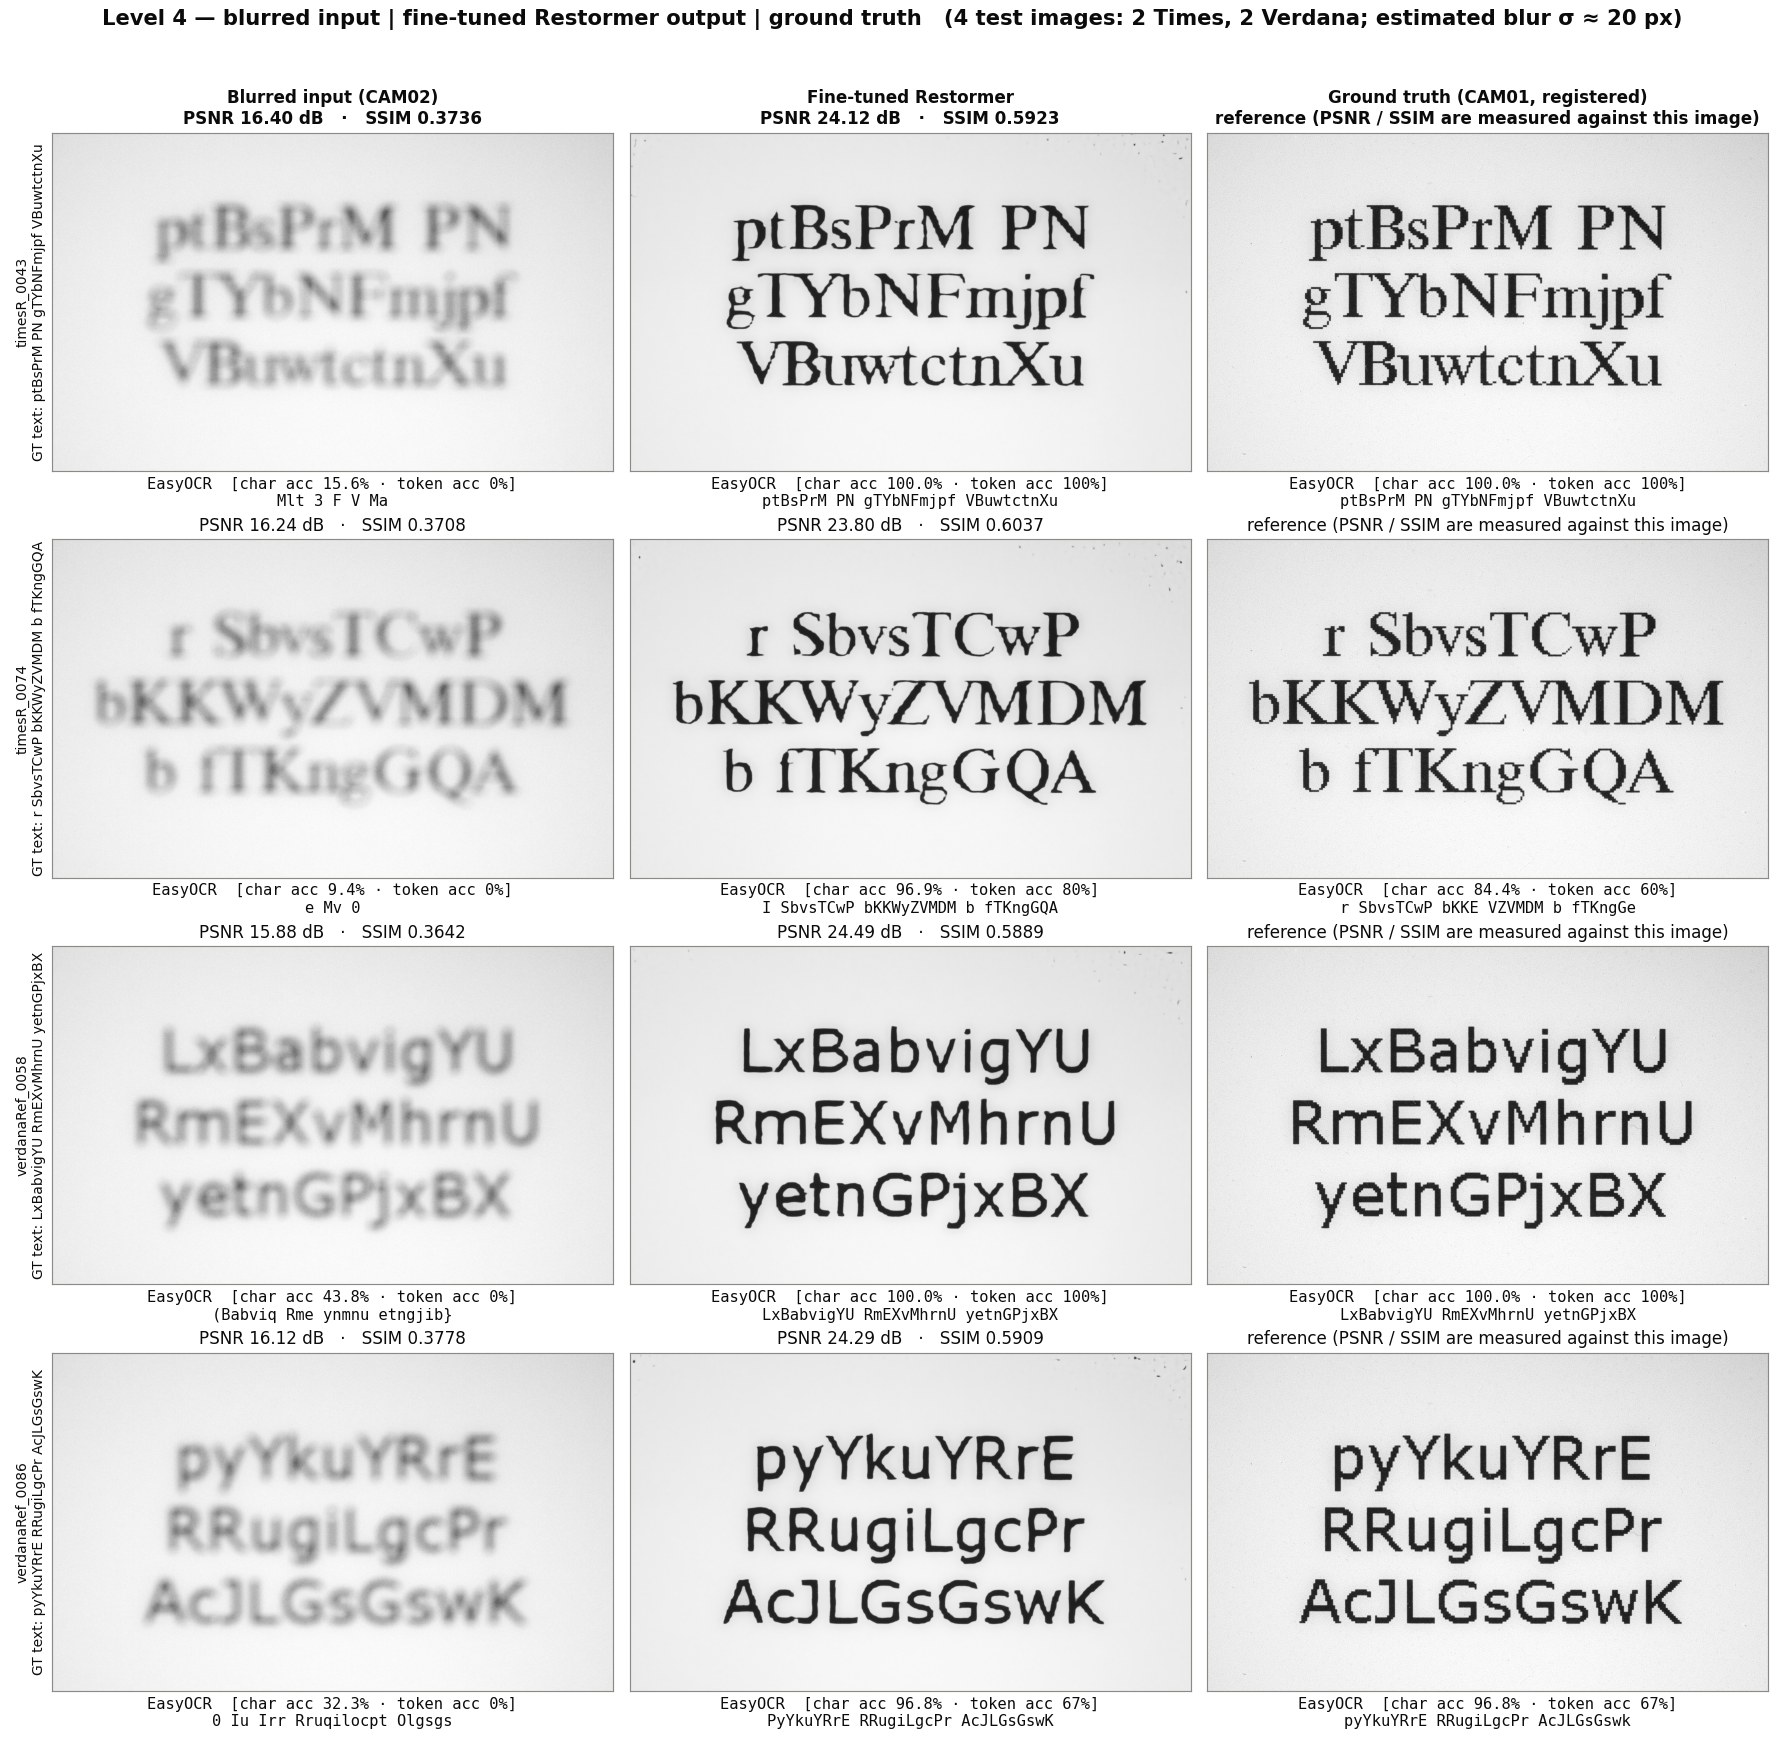 Level 4 — blurred input | fine-tuned Restormer output | ground truth (4 test images: 2 Times, 2 Verdana; estimated blur σ ≈ 20 px)
Blurred input (CAM02)
PSNR 16.40 dB · SSIM 0.3736
Fine-tuned Restormer
PSNR 24.12 dB · SSIM 0.5923
Ground truth (CAM01, registered)
reference (PSNR / SSIM are measured against this image)
timesR_0043
GT text: ptBsPrM PN gTYbNFmjpf VBuwtctnXu
ptBsPrM PN
gTYbNFmjpf
VBuwtctnXu
ptBsPrM PN
gTYbNFmjpf
VBuwtctnXu
ptBsPrM PN
gTYbNFmjpf
VBuwtctnXu
EasyOCR [char acc 15.6% · token acc 0%]
Mlt 3 F V Ma
EasyOCR [char acc 100.0% · token acc 100%]
ptBsPrM PN gTYbNFmjpf VBuwtctnXu
EasyOCR [char acc 100.0% · token acc 100%]
ptBsPrM PN gTYbNFmjpf VBuwtctnXu
PSNR 16.24 dB · SSIM 0.3708
PSNR 23.80 dB · SSIM 0.6037
reference (PSNR / SSIM are measured against this image)
timesR_0074
GT text: r SbvsTCwP bKKWyZVMDM b fTKngGQA
r SbvsTCwP
bKKWyZVMDM
b fTKngGQA
r SbvsTCwP
bKKWyZVMDM
b fTKngGQA
r SbvsTCwP
bKKWyZVMDM
b fTKngGQA
EasyOCR [char acc 9.4% · token acc 0%]
e Mv 0
EasyOCR [char acc 96.9% · token acc 80%]
I SbvsTCwP bKKWyZVMDM b fTKngGQA
EasyOCR [char acc 84.4% · token acc 60%]
r SbvsTCwP bKKE VZVMDM b fTKngGe
PSNR 15.88 dB · SSIM 0.3642
PSNR 24.49 dB · SSIM 0.5889
reference (PSNR / SSIM are measured against this image)
verdanaRef_0058
GT text: LxBabvigYU RmEXvMhrnU yetnGPjxBX
LxBabvigYU
RmEXvMhrnU
yetnGPjxBX
LxBabvigYU
RmEXvMhrnU
yetnGPjxBX
LxBabvigYU
RmEXvMhrnU
yetnGPjxBX
EasyOCR [char acc 43.8% · token acc 0%]
(Babviq Rme ynmnu etngjib}
EasyOCR [char acc 100.0% · token acc 100%]
LxBabvigYU RmEXvMhrnU yetnGPjxBX
EasyOCR [char acc 100.0% · token acc 100%]
LxBabvigYU RmEXvMhrnU yetnGPjxBX
PSNR 16.12 dB · SSIM 0.3778
PSNR 24.29 dB · SSIM 0.5909
reference (PSNR / SSIM are measured against this image)
verdanaRef_0086
GT text: pyYkuYRrE RRugiLgcPr AcJLGsGswK
pyYkuYRrE
RRugiLgcPr
AcJLGsGswK
pyYkuYRrE
RRugiLgcPr
AcJLGsGswK
pyYkuYRrE
RRugiLgcPr
AcJLGsGswK
EasyOCR [char acc 32.3% · token acc 0%]
0 Iu Irr Rruqilocpt Olgsgs
EasyOCR [char acc 96.8% · token acc 67%]
PyYkuYRrE RRugiLgcPr AcJLGsGswK
EasyOCR [char acc 96.8% · token acc 67%]
pyYkuYRrE RRugiLgcPr AcJLGsGswk